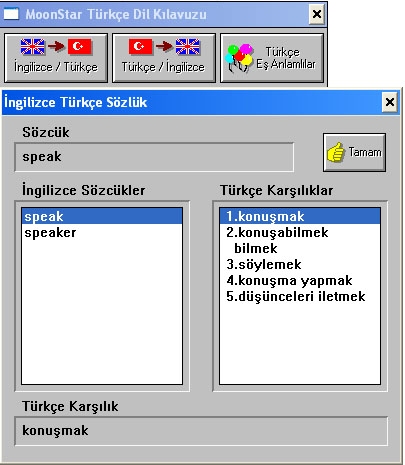 MoonStar Türkçe Dil Kılavuzu
İngilizce / Türkçe
Türkçe / İngilizce
Türkçe
Eş Anlamlılar
İngilizce Türkçe Sözlük
Sözcük
speak
Tamam
İngilizce Sözcükler
speak
speaker
Türkçe Karşılıklar
1.konuşmak
2.konuşabilmek
bilmek
3.söylemek
4.konuşma yapmak
5.düşünceleri iletmek
Türkçe Karşılık
konuşmak